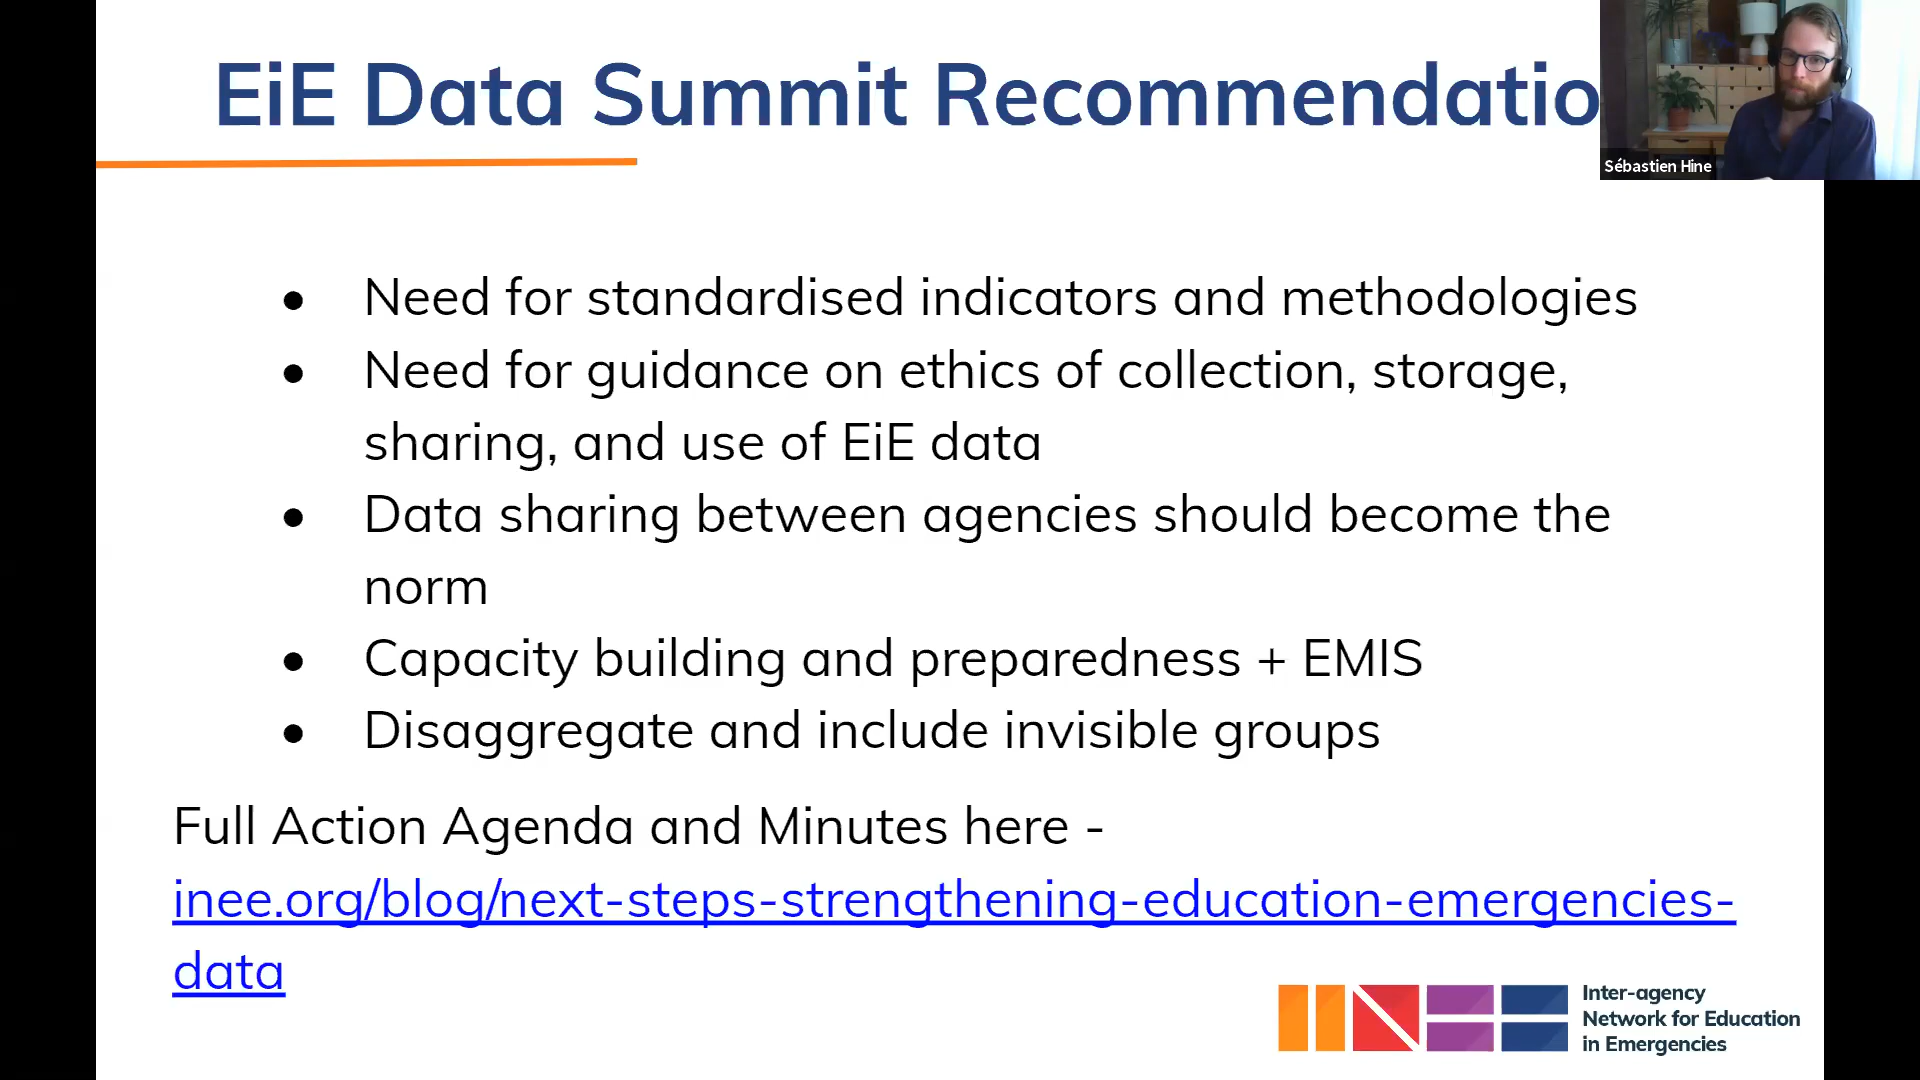 EiE Data Summit Recommendatio
Sébastien Hine
● Need for standardised indicators and methodologies
● Need for guidance on ethics of collection, storage,
sharing, and use of EiE data
● Data sharing between agencies should become the
norm
● Capacity building and preparedness + EMIS
● Disaggregate and include invisible groups
Full Action Agenda and Minutes here -
inee.org/blog/next-steps-strengthening-education-emergencies-
data
INEE
Inter-agency
Network for Education
in Emergencies